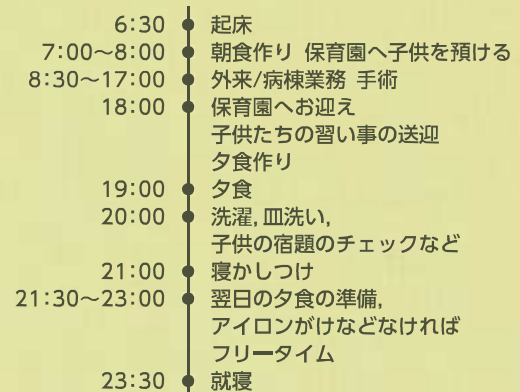 6:30 起床
7:00〜8:00 朝食作り 保育園へ子供を預ける
8:30〜17:00 外来/病棟業務 手術
18:00 保育園へお迎え
子供たちの習い事の送迎
夕食作り
19:00 夕食
20:00 洗濯,皿洗い,
子供の宿題のチェックなど
21:00 寝かしつけ
21:30〜23:00 翌日の夕食の準備,
アイロンがけなどなければ
フリータイム
23:30 就寝